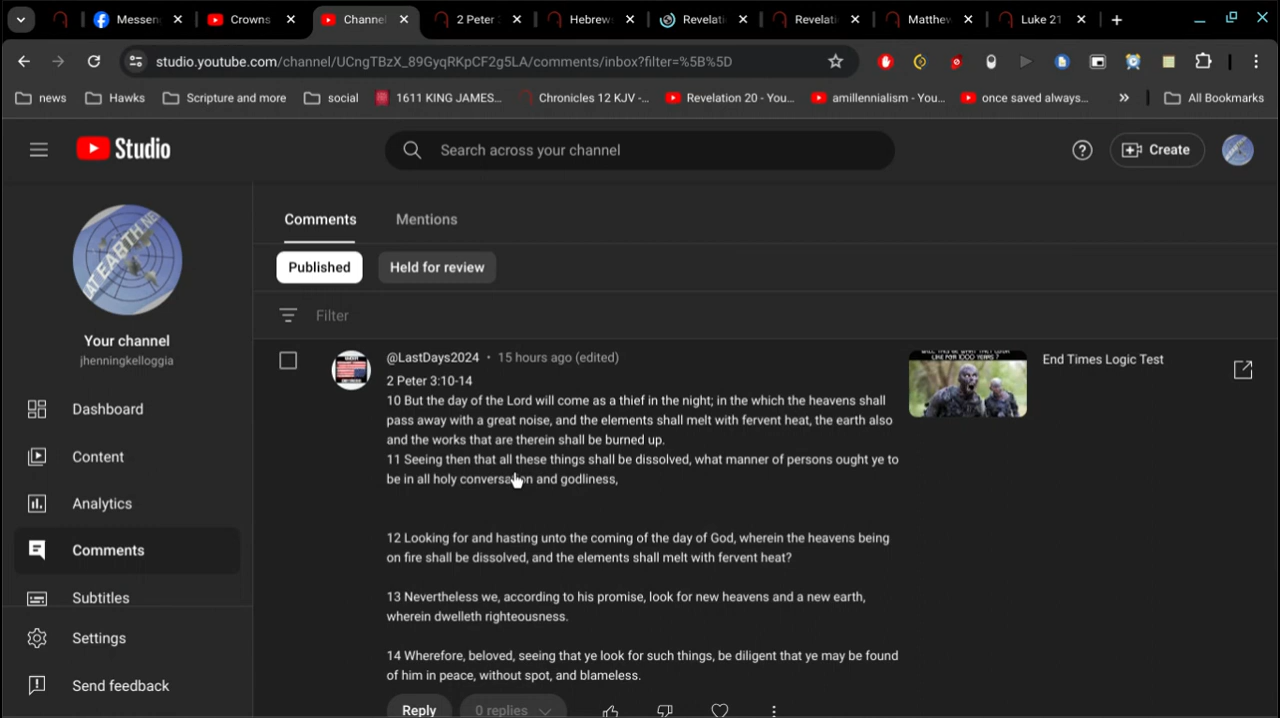 Messen
Crowns
Channel
2 Peter
Hebrew
Revelati
Revelati
Matthew
Luke 21
studio.youtube.com/channel/UCngTBzX_89GyqRKpCF2g5LA/comments/inbox?filter=%5B%5D
news
Hawks
Scripture and more
social
1611 KING JAMES...
Chronicles 12 KJV -...
Revelation 20 - You...
amillennialism - You...
once saved always...
All Bookmarks
Studio
Search across your channel
Create
AT EARTH.NE
Your channel
jhenningkelloggia
Dashboard
Content
Analytics
Comments
Subtitles
Settings
Send feedback
Comments
Mentions
Published
Held for review
Filter
@LastDays2024 • 15 hours ago (edited)
2 Peter 3:10-14
10 But the day of the Lord will come as a thief in the night; in the which the heavens shall
pass away with a great noise, and the elements shall melt with fervent heat, the earth also
and the works that are therein shall be burned up.
11 Seeing then that all these things shall be dissolved, what manner of persons ought ye to
be in all holy conversation and godliness,
12 Looking for and hasting unto the coming of the day of God, wherein the heavens being
on fire shall be dissolved, and the elements shall melt with fervent heat?
13 Nevertheless we, according to his promise, look for new heavens and a new earth,
wherein dwelleth righteousness.
14 Wherefore, beloved, seeing that ye look for such things, be diligent that ye may be found
of him in peace, without spot, and blameless.
Reply
0 replies
LIKE FOR 1000 YEARS ?
End Times Logic Test